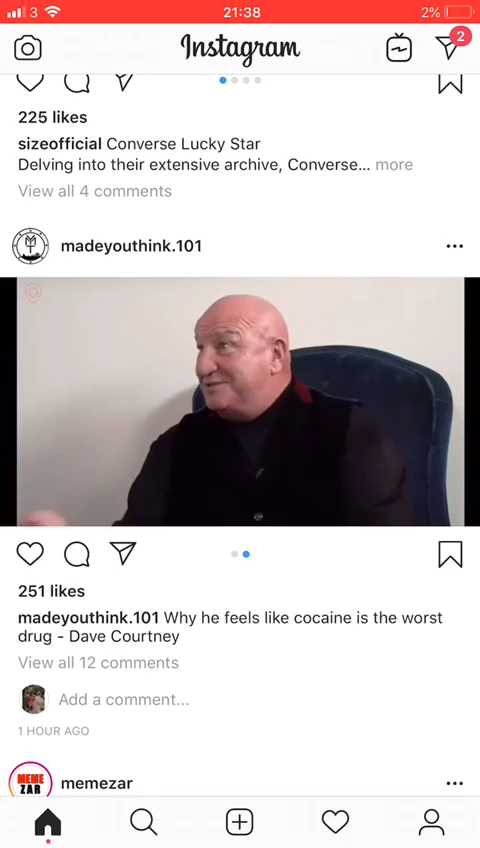 3 21:38 2%
Instagram 2
225 likes
sizeofficial Converse Lucky Star
Delving into their extensive archive, Converse... more
View all 4 comments
madeyouthink.101
251 likes
madeyouthink.101 Why he feels like cocaine is the worst
drug - Dave Courtney
View all 12 comments
Add a comment...
1 HOUR AGO
MEME
ZAR
memezar